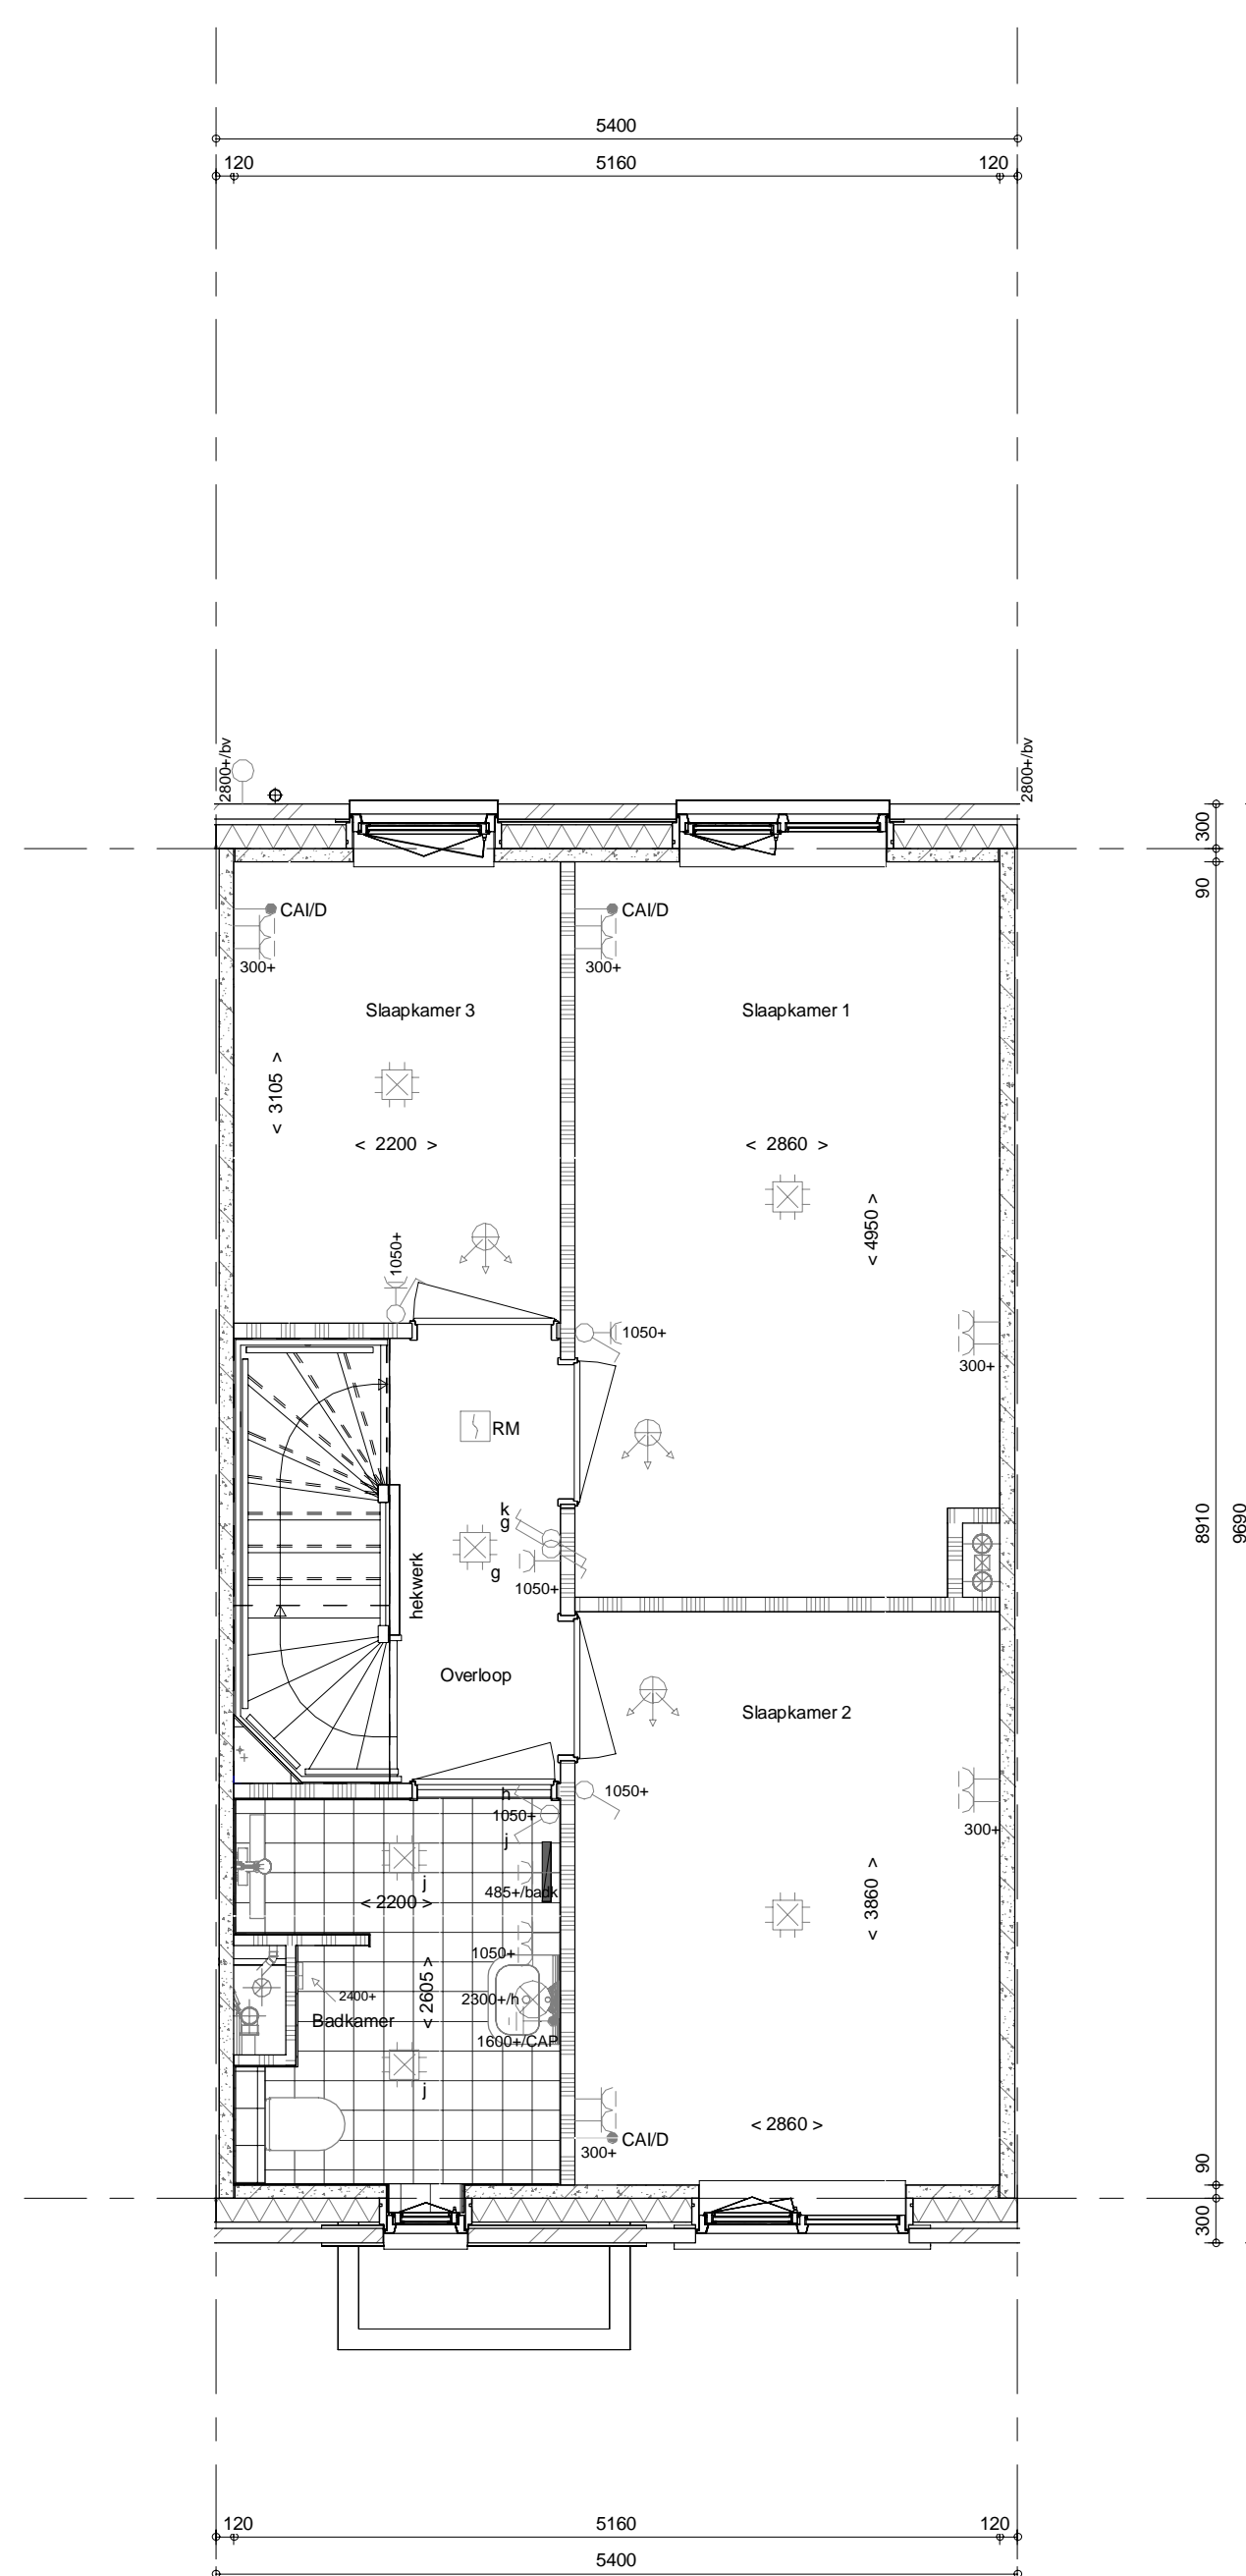 5400
120 5160 120
2800+/bv 2800+/bv
300
90
CAI/D CAI/D
300+ 300+
Slaapkamer 3 Slaapkamer 1
< 3105 >
< 2200 > < 2860 >
< 4950 >
1050+
1050+
300+
RM
k
g
g
1050+
hekwerk
8910
9690
Overloop
Slaapkamer 2
h
1050+
1050+
j
300+
j
485+/badk
< 2200 >
< 3860 >
1050+
< 2605 >
2400+
2300+/h
Badkamer
1600+/CAP
j
< 2860 >
CAI/D
300+
90
300
120 5160 120
5400